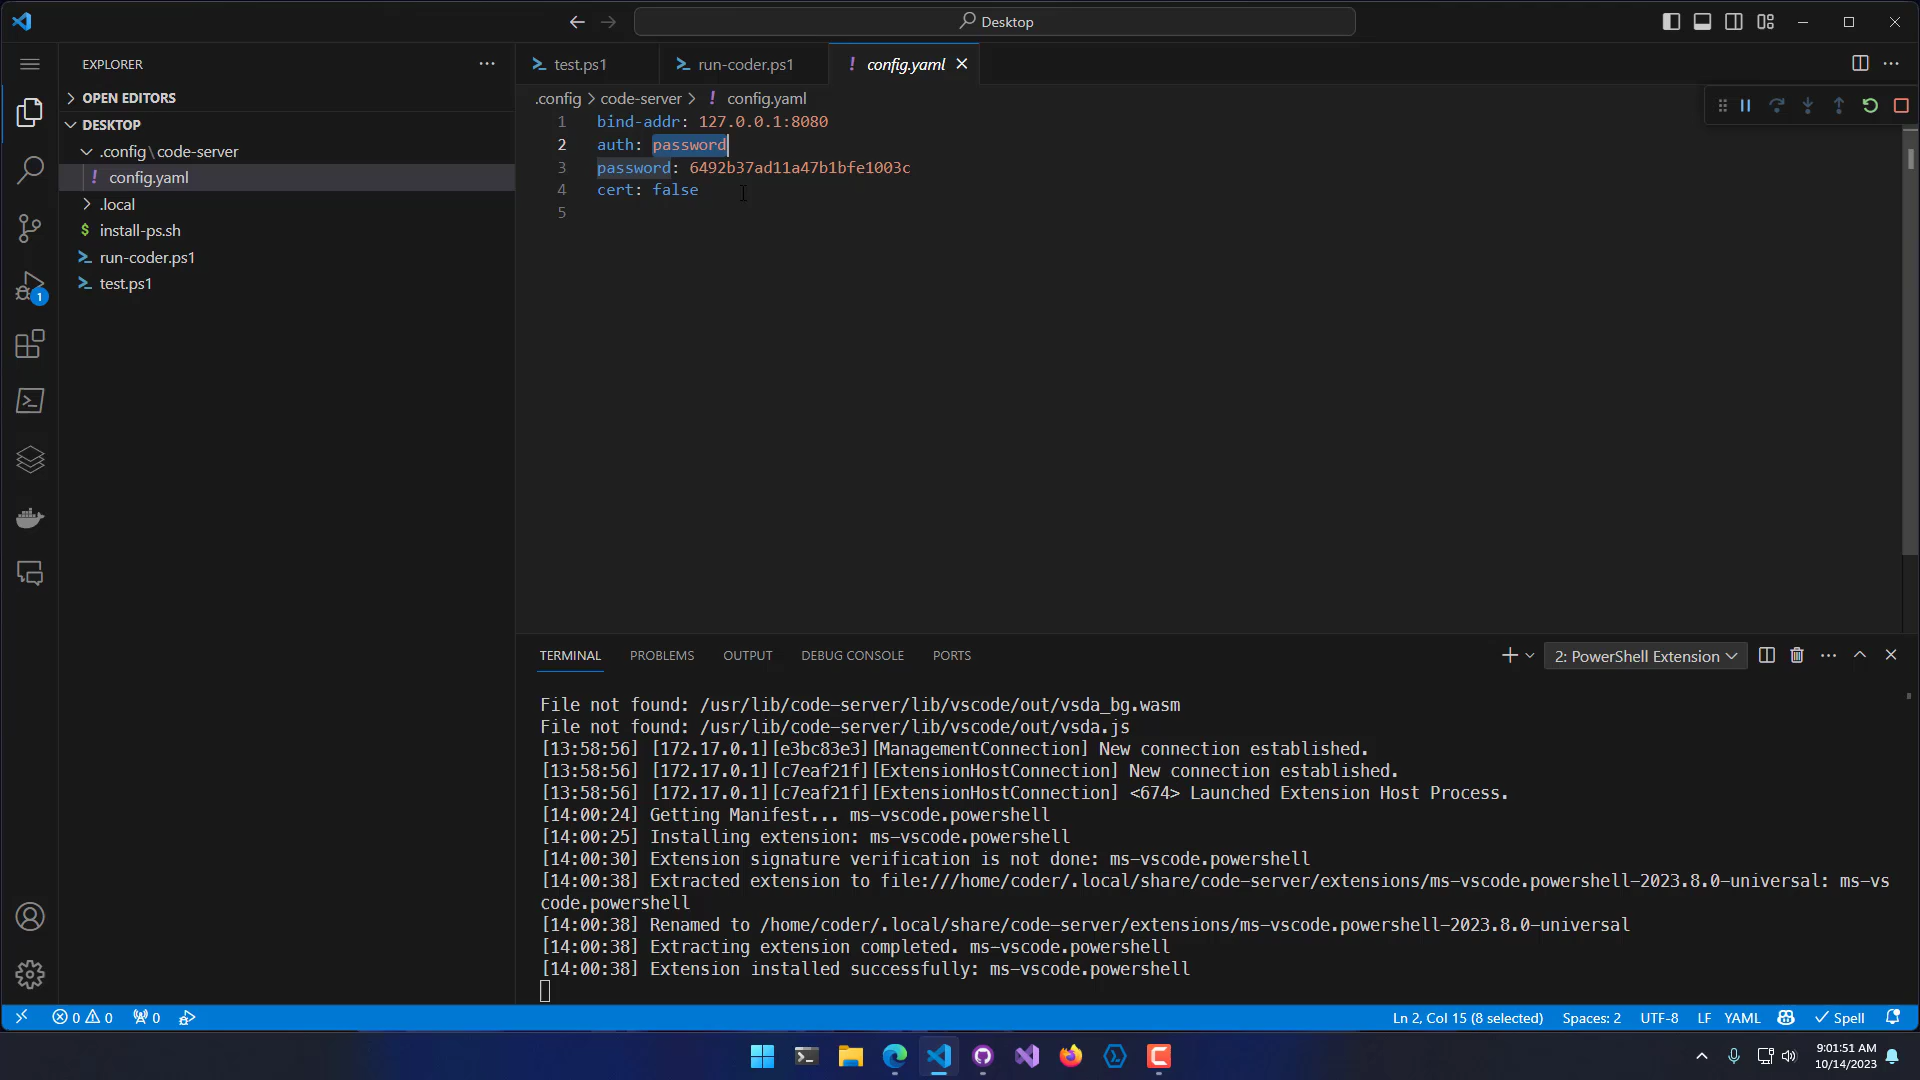 Desktop
EXPLORER
OPEN EDITORS
DESKTOP
.config\code-server
config.yaml
.local
install-ps.sh
run-coder.ps1
test.ps1
1
test.ps1
run-coder.ps1
config.yaml
.config > code-server > ! config.yaml
1 bind-addr: 127.0.0.1:8080
2 auth: password
3 password: 6492b37ad11a47b1bfe1003c
4 cert: false
5
TERMINAL PROBLEMS OUTPUT DEBUG CONSOLE PORTS
2: PowerShell Extension
File not found: /usr/lib/code-server/lib/vscode/out/vsda_bg.wasm
File not found: /usr/lib/code-server/lib/vscode/out/vsda.js
[13:58:56] [172.17.0.1][e3bc83e3][ManagementConnection] New connection established.
[13:58:56] [172.17.0.1][c7eaf21f][ExtensionHostConnection] New connection established.
[13:58:56] [172.17.0.1][c7eaf21f][ExtensionHostConnection] <674> Launched Extension Host Process.
[14:00:24] Getting Manifest... ms-vscode.powershell
[14:00:25] Installing extension: ms-vscode.powershell
[14:00:30] Extension signature verification is not done: ms-vscode.powershell
[14:00:38] Extracted extension to file:///home/coder/.local/share/code-server/extensions/ms-vscode.powershell-2023.8.0-universal: ms-vs
code.powershell
[14:00:38] Renamed to /home/coder/.local/share/code-server/extensions/ms-vscode.powershell-2023.8.0-universal
[14:00:38] Extracting extension completed. ms-vscode.powershell
[14:00:38] Extension installed successfully: ms-vscode.powershell
0 0 0
Ln 2, Col 15 (8 selected) Spaces: 2 UTF-8 LF YAML Spell
9:01:51 AM
10/14/2023